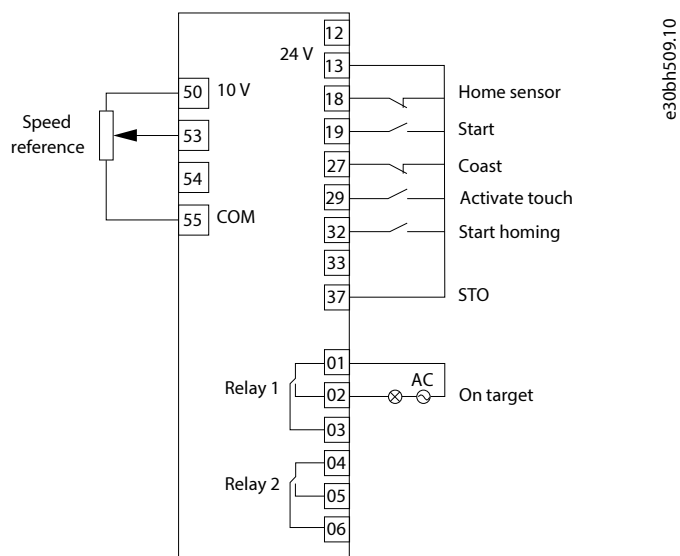 12
24 V
13
50 10 V
18 Home sensor
Speed
reference
53
19 Start
27 Coast
54
29 Activate touch
55 COM
32 Start homing
33
37 STO
01
Relay 1
02 AC
On target
03
04
Relay 2
05
06
e30bh509.10